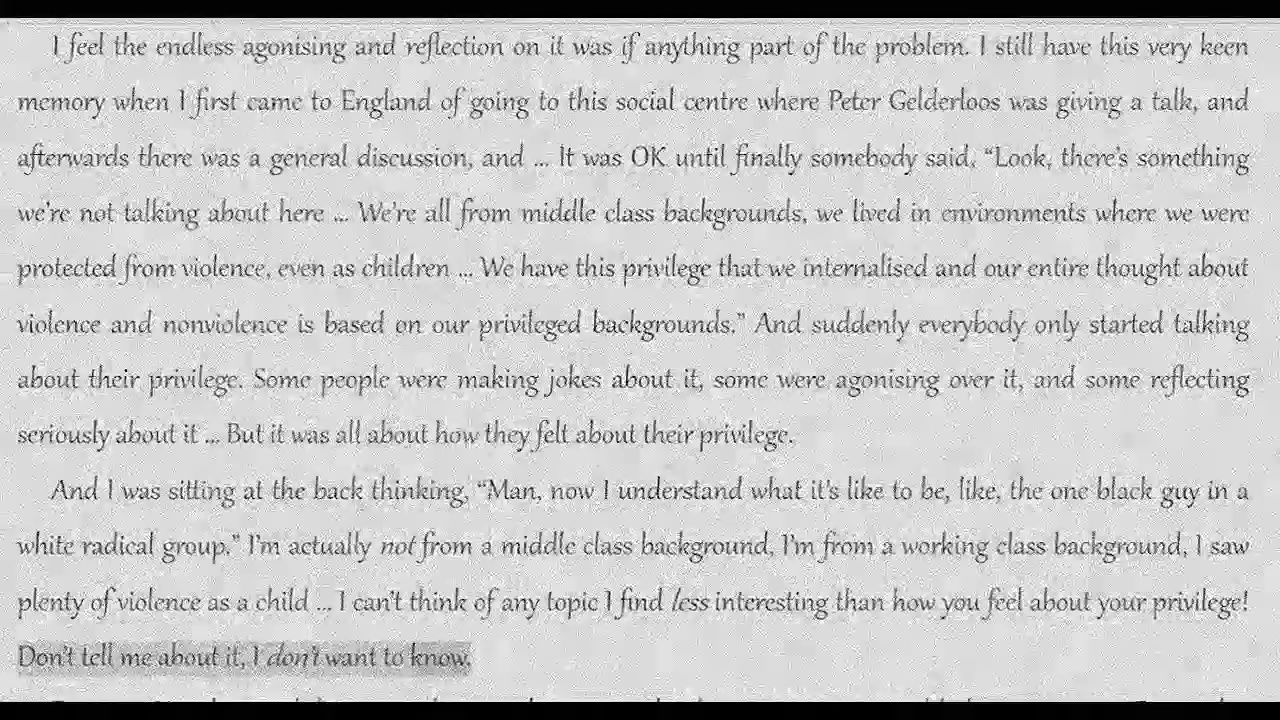 I feel the endless agonising and reflection on it was if anything part of the problem. I still have this very keen
memory when I first came to England of going to this social centre where Peter Gelderloos was giving a talk, and
afterwards there was a general discussion, and ... It was OK until finally somebody said, “Look, there’s something
we’re not talking about here ... We’re all from middle class backgrounds, we lived in environments where we were
protected from violence, even as children ... We have this privilege that we internalised and our entire thought about
violence and nonviolence is based on our privileged backgrounds.” And suddenly everybody only started talking
about their privilege. Some people were making jokes about it, some were agonising over it, and some reflecting
seriously about it ... But it was all about how they felt about their privilege.
And I was sitting at the back thinking, “Man, now I understand what it’s like to be, like, the one black guy in a
white radical group.” I’m actually not from a middle class background, I’m from a working class background, I saw
plenty of violence as a child ... I can’t think of any topic I find less interesting than how you feel about your privilege!
Don’t tell me about it, I don’t want to know.